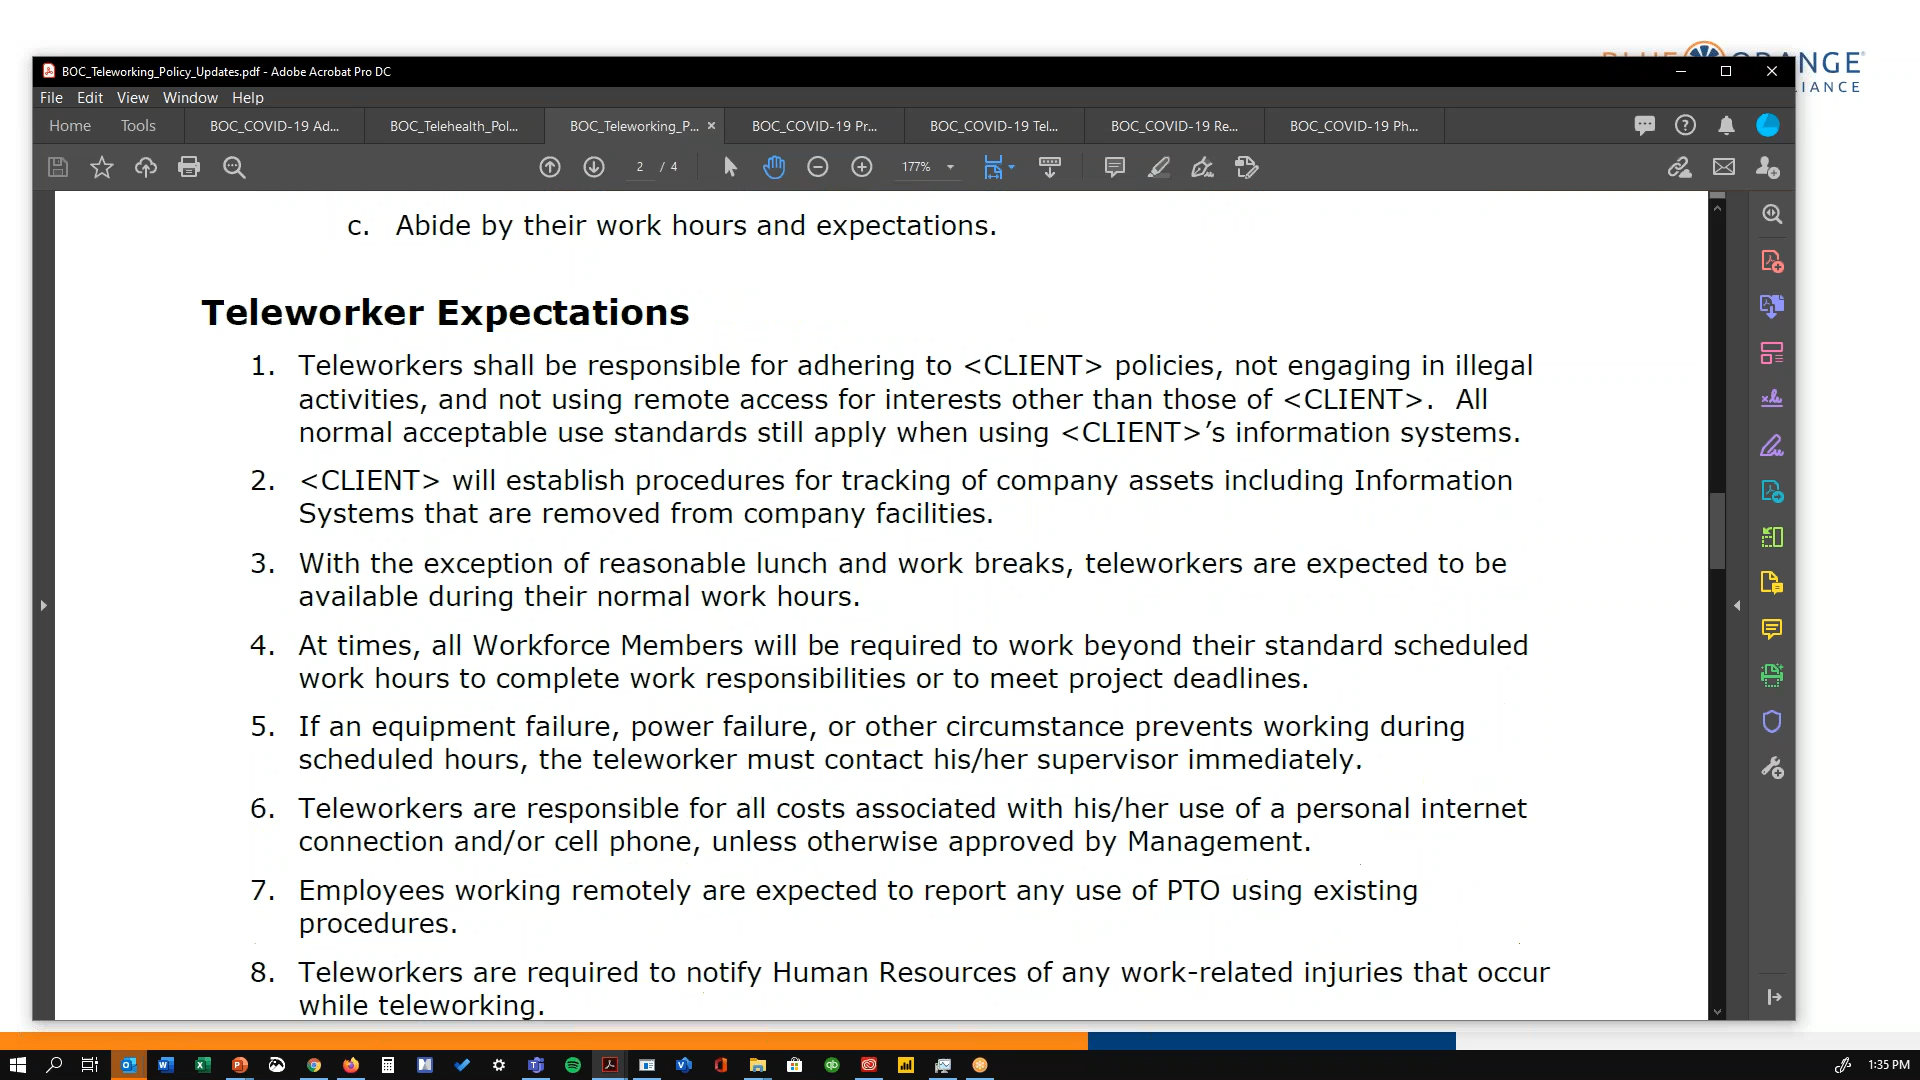 NGE
IANCE
BOC_Teleworking_Policy_Updates.pdf - Adobe Acrobat Pro DC
File Edit View Window Help
Home Tools BOC_COVID-19 Ad... BOC_Telehealth_Pol... BOC_Teleworking_P... BOC_COVID-19 Pr... BOC_COVID-19 Tel... BOC_COVID-19 Re... BOC_COVID-19 Ph...
2 / 4 177%
c. Abide by their work hours and expectations.
Teleworker Expectations
1. Teleworkers shall be responsible for adhering to <CLIENT> policies, not engaging in illegal
activities, and not using remote access for interests other than those of <CLIENT>. All
normal acceptable use standards still apply when using <CLIENT>’s information systems.
2. <CLIENT> will establish procedures for tracking of company assets including Information
Systems that are removed from company facilities.
3. With the exception of reasonable lunch and work breaks, teleworkers are expected to be
available during their normal work hours.
4. At times, all Workforce Members will be required to work beyond their standard scheduled
work hours to complete work responsibilities or to meet project deadlines.
5. If an equipment failure, power failure, or other circumstance prevents working during
scheduled hours, the teleworker must contact his/her supervisor immediately.
6. Teleworkers are responsible for all costs associated with his/her use of a personal internet
connection and/or cell phone, unless otherwise approved by Management.
7. Employees working remotely are expected to report any use of PTO using existing
procedures.
8. Teleworkers are required to notify Human Resources of any work-related injuries that occur
while teleworking.
1:35 PM